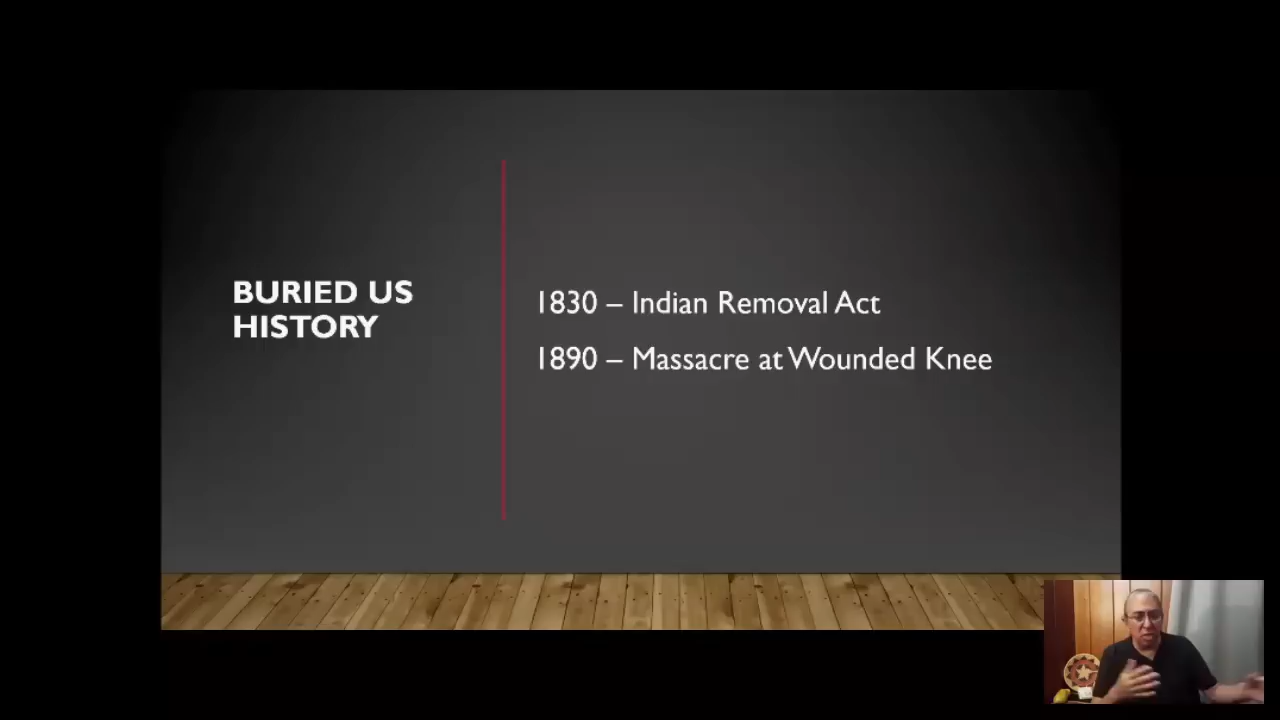 BURIED US
HISTORY
1830 – Indian Removal Act
1890 – Massacre at Wounded Knee